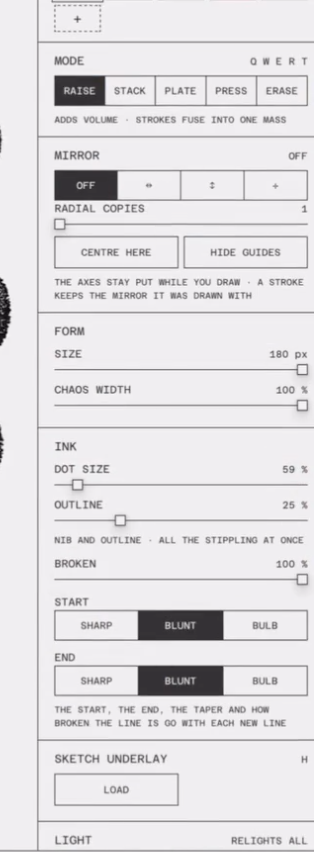 +
MODE Q W E R T
RAISE STACK PLATE PRESS ERASE
ADDS VOLUME · STROKES FUSE INTO ONE MASS
MIRROR OFF
OFF ⇔ ↕ ÷
RADIAL COPIES 1
CENTRE HERE HIDE GUIDES
THE AXES STAY PUT WHILE YOU DRAW · A STROKE
KEEPS THE MIRROR IT WAS DRAWN WITH
FORM
SIZE 180 px
CHAOS WIDTH 100 %
INK
DOT SIZE 59 %
OUTLINE 25 %
NIB AND OUTLINE · ALL THE STIPPLING AT ONCE
BROKEN 100 %
START
SHARP BLUNT BULB
END
SHARP BLUNT BULB
THE START, THE END, THE TAPER AND HOW
BROKEN THE LINE IS GO WITH EACH NEW LINE
SKETCH UNDERLAY H
LOAD
LIGHT RELIGHTS ALL